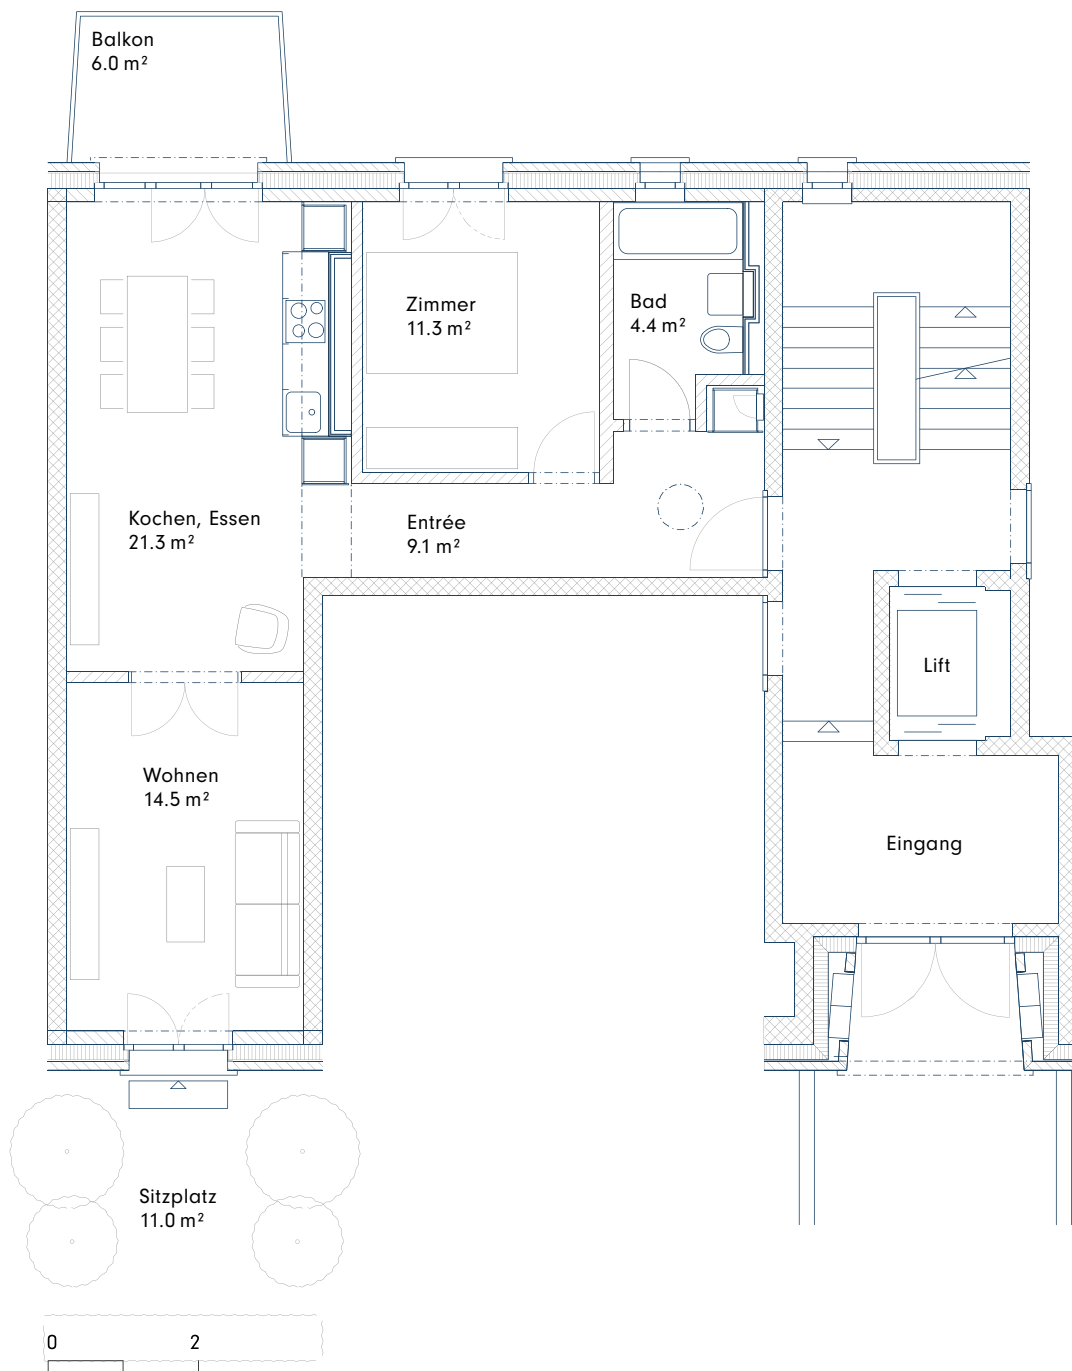 Balkon
6.0 m²
Zimmer
11.3 m²
Bad
4.4 m²
Kochen, Essen
21.3 m²
Entrée
9.1 m²
Lift
Wohnen
14.5 m²
Eingang
Sitzplatz
11.0 m²
0 2